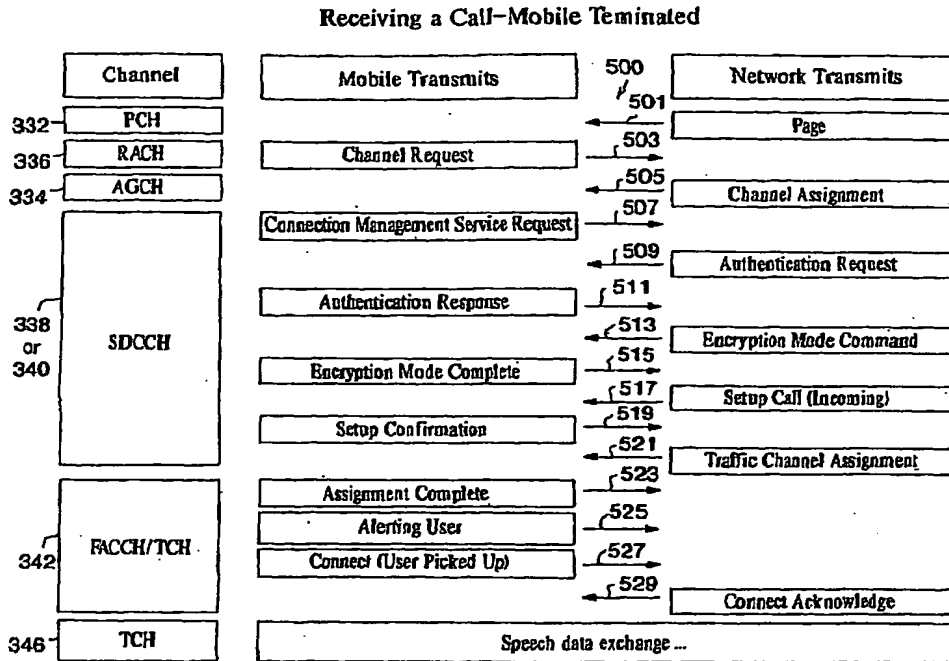 Receiving a Call-Mobile Teminated
Channel
Mobile Transmits
500
Network Transmits
332
PCH
501
Page
336
RACH
Channel Request
503
334
AGCH
505
Channel Assignment
Connection Management Service Request
507
509
Authentication Request
Authentication Response
511
338
or
340
SDCCH
513
Encryption Mode Command
Encryption Mode Complete
515
517
Setup Call (Incoming)
Setup Confirmation
519
521
Traffic Channel Assignment
Assignment Complete
523
Alerting User
525
342
FACCH/TCH
Connect (User Picked Up)
527
529
Connect Acknowledge
346
TCH
Speech data exchange ...